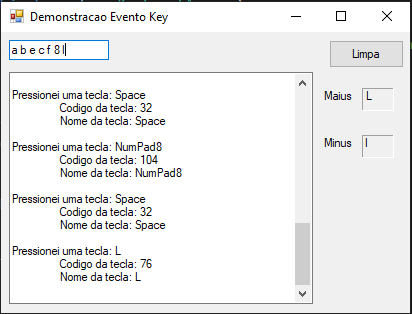 Demonstracao Evento Key
a b e c f 8 l
Limpa
Pressionei uma tecla: Space
Codigo da tecla: 32
Nome da tecla: Space
Pressionei uma tecla: NumPad8
Codigo da tecla: 104
Nome da tecla: NumPad8
Pressionei uma tecla: Space
Codigo da tecla: 32
Nome da tecla: Space
Pressionei uma tecla: L
Codigo da tecla: 76
Nome da tecla: L
Maius L
Minus l